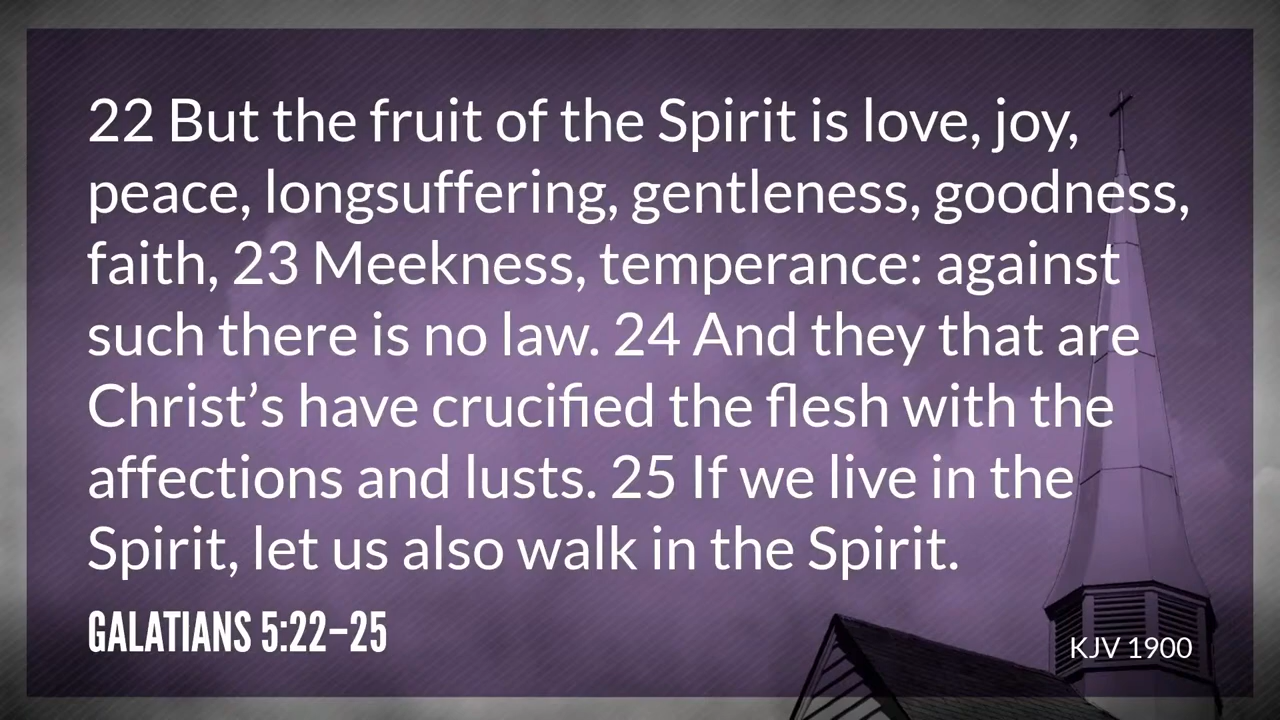 22 But the fruit of the Spirit is love, joy,
peace, longsuffering, gentleness, goodness,
faith, 23 Meekness, temperance: against
such there is no law. 24 And they that are
Christ’s have crucified the flesh with the
affections and lusts. 25 If we live in the
Spirit, let us also walk in the Spirit.
GALATIANS 5:22–25
KJV 1900